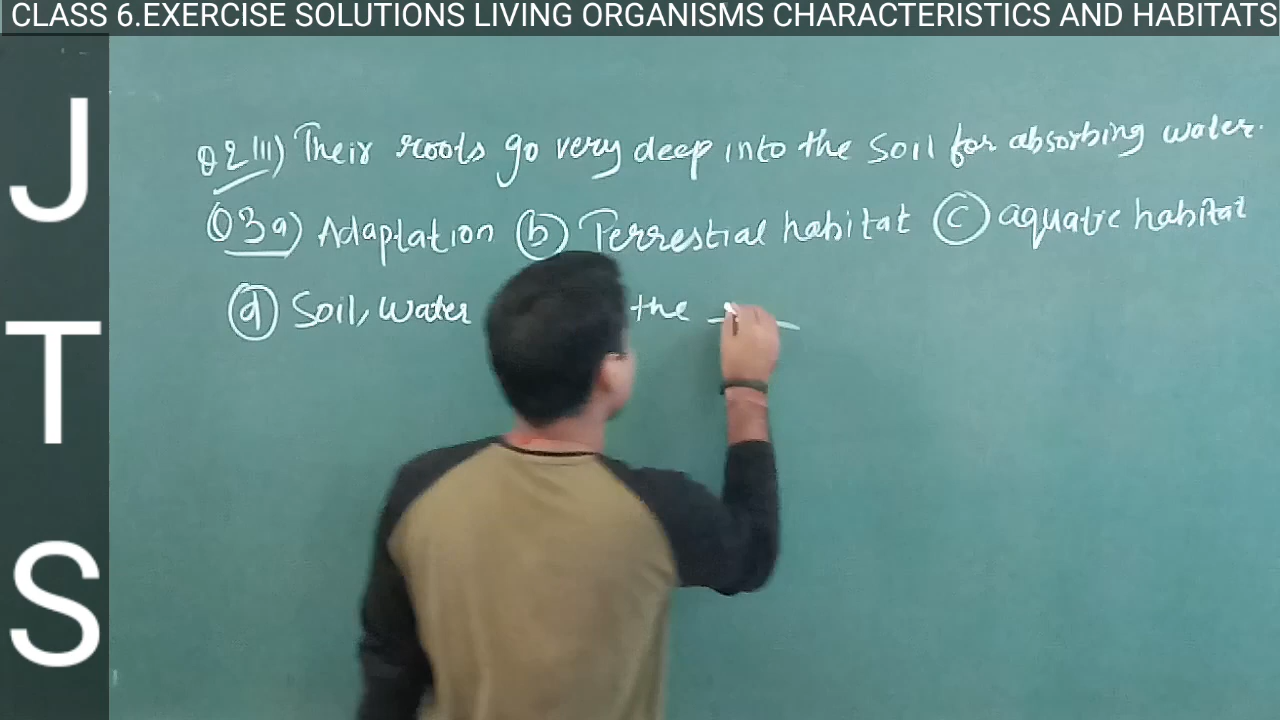 CLASS 6.EXERCISE SOLUTIONS LIVING ORGANISMS CHARACTERISTICS AND HABITATS
J
T
S
Q2 III) Their roots go very deep into the soil for absorbing water.
Q3 a) Adaptation (b) Terrestial habitat (c) aquatic habitat
(d) Soil, water the